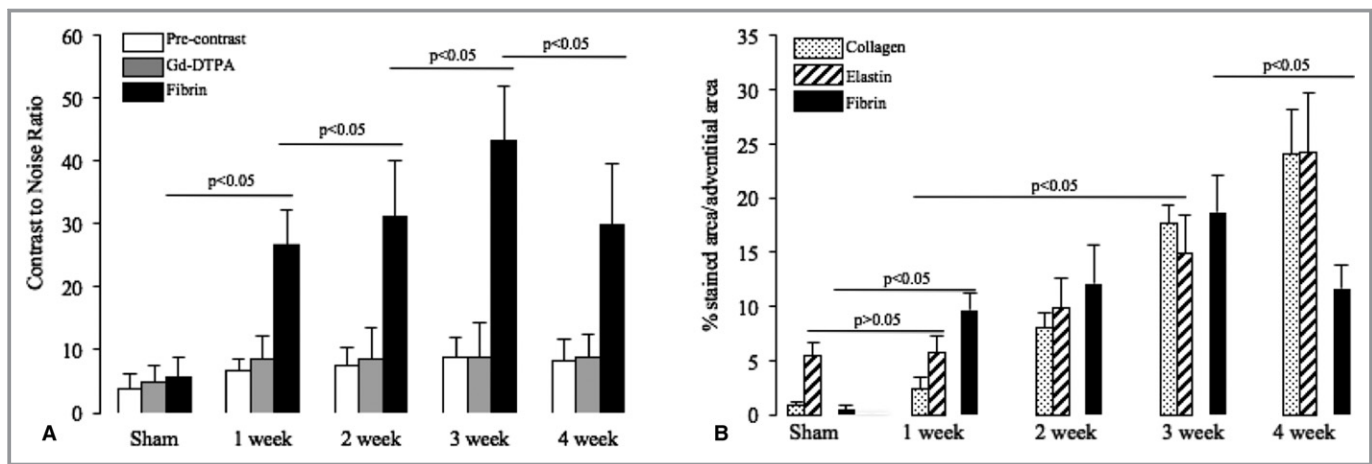 60
50
40
30
20
10
0
Contrast to Noise Ratio
Pre-contrast
Gd-DTPA
Fibrin
p<0.05
p<0.05
p<0.05
p<0.05
A
Sham
1 week
2 week
3 week
4 week
35
30
25
20
15
10
5
0
% stained area/adventitial area
Collagen
Elastin
Fibrin
p<0.05
p<0.05
p<0.05
p>0.05
B
Sham
1 week
2 week
3 week
4 week